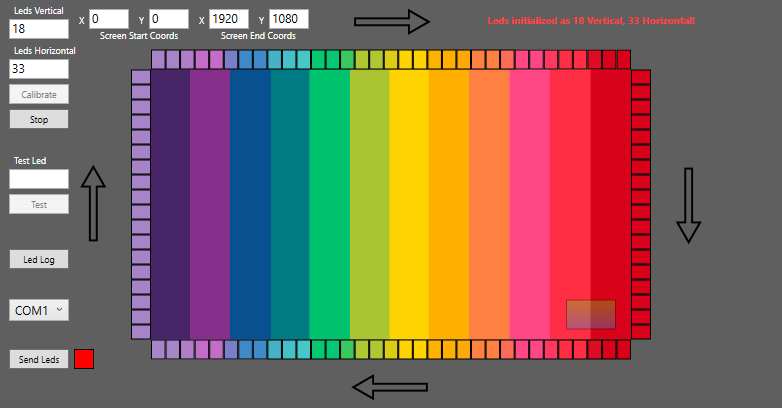 Leds Vertical
18
X 0 Y 0 X 1920 Y 1080
Screen Start Coords Screen End Coords
Leds initialized as 18 Vertical, 33 Horizontal!
Leds Horizontal
33
Calibrate
Stop
Test Led
Test
Led Log
COM1
Send Leds